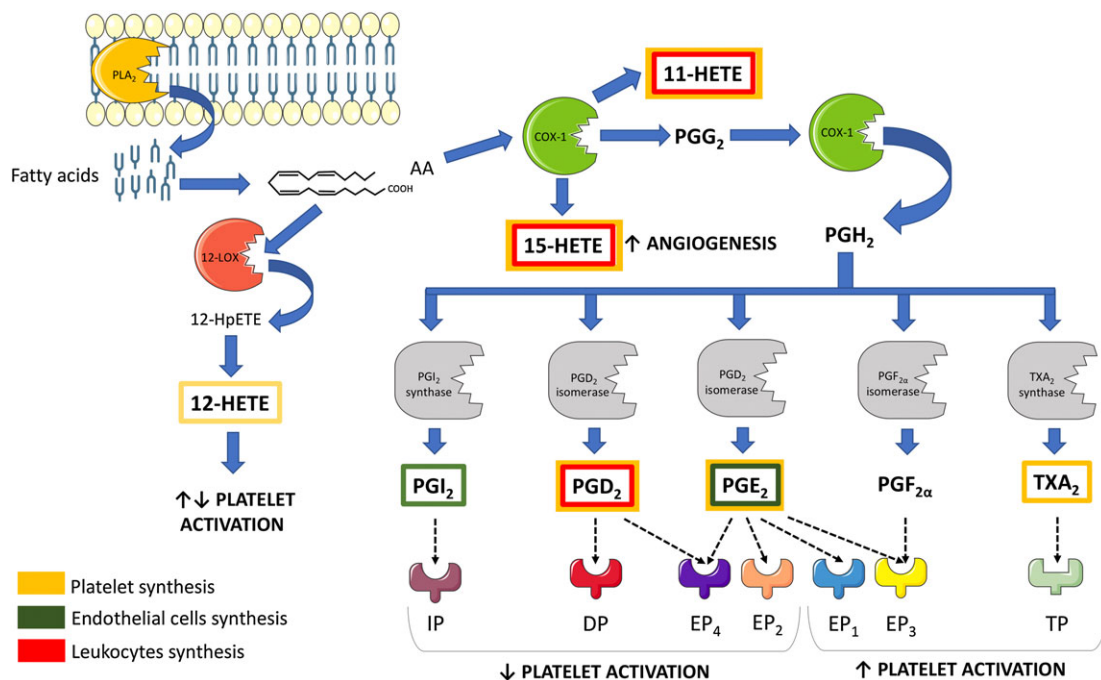 PLA₂
Fatty acids
COOH
AA
COX-1
11-HETE
PGG₂
COX-1
15-HETE
↑ ANGIOGENESIS
PGH₂
12-LOX
12-HpETE
12-HETE
↑↓ PLATELET
ACTIVATION
PGI₂
synthase
PGD₂
isomerase
PGD₂
isomerase
PGF₂α
isomerase
TXA₂
synthase
PGI₂
PGD₂
PGE₂
PGF₂α
TXA₂
IP
DP
EP₄
EP₂
EP₁
EP₃
TP
↓ PLATELET ACTIVATION
↑ PLATELET ACTIVATION
Platelet synthesis
Endothelial cells synthesis
Leukocytes synthesis